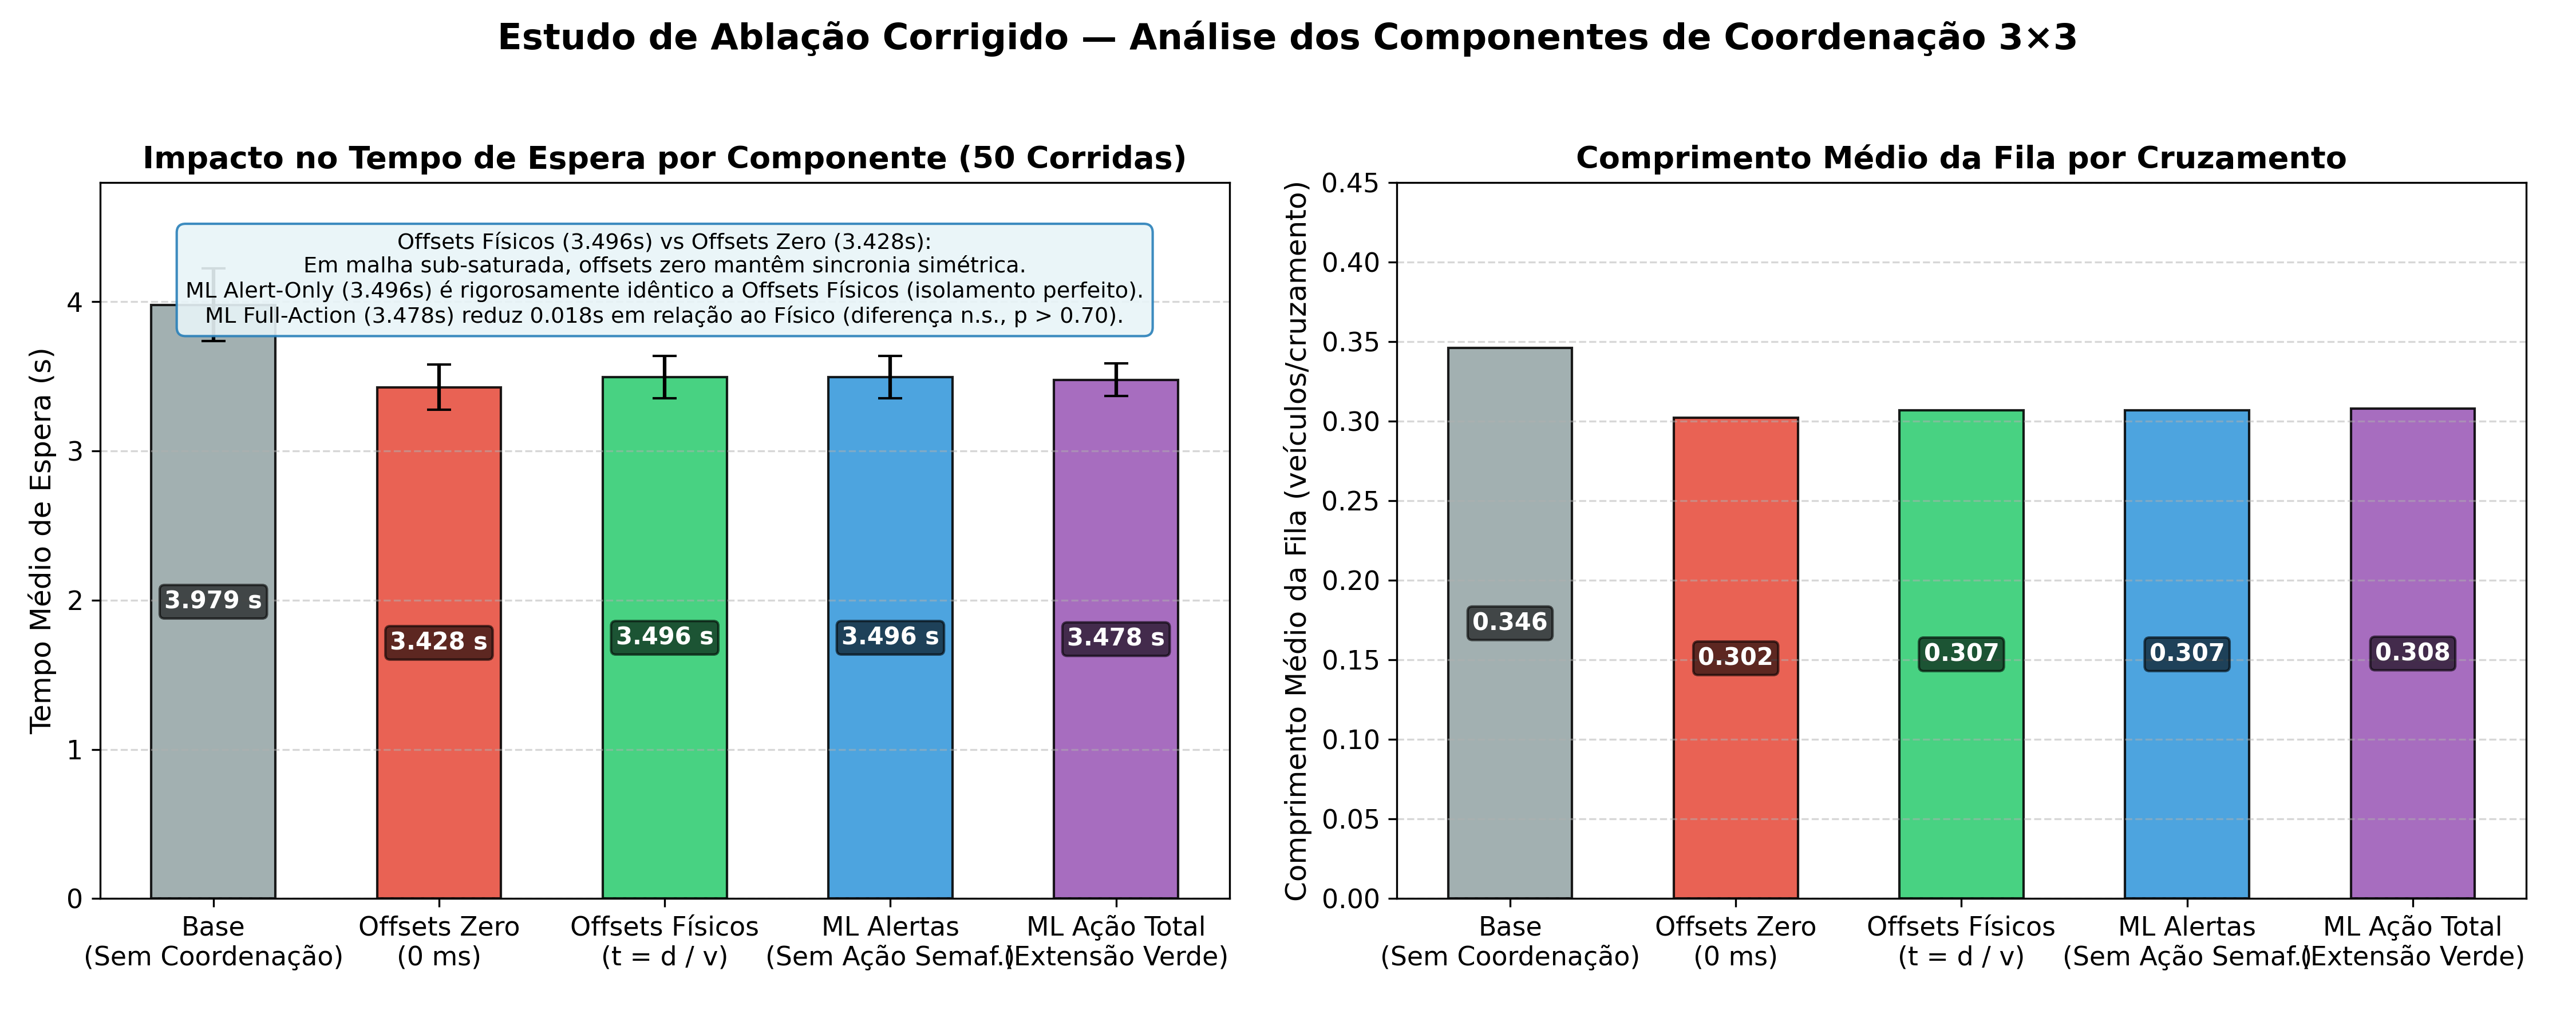 Estudo de Ablação Corrigido — Análise dos Componentes de Coordenação 3×3
Impacto no Tempo de Espera por Componente (50 Corridas)
Tempo Médio de Espera (s)
4
3
2
1
0
Offsets Físicos (3.496s) vs Offsets Zero (3.428s):
Em malha sub-saturada, offsets zero mantêm sincronia simétrica.
ML Alert-Only (3.496s) é rigorosamente idêntico a Offsets Físicos (isolamento perfeito).
ML Full-Action (3.478s) reduz 0.018s em relação ao Físico (diferença n.s., p > 0.70).
3.979 s
3.428 s
3.496 s
3.496 s
3.478 s
Base
(Sem Coordenação)
Offsets Zero
(0 ms)
Offsets Físicos
(t = d / v)
ML Alertas
(Sem Ação Semaf.)
ML Ação Total
(Extensão Verde)
Comprimento Médio da Fila por Cruzamento
Comprimento Médio da Fila (veículos/cruzamento)
0.45
0.40
0.35
0.30
0.25
0.20
0.15
0.10
0.05
0.00
0.346
0.302
0.307
0.307
0.308
Base
(Sem Coordenação)
Offsets Zero
(0 ms)
Offsets Físicos
(t = d / v)
ML Alertas
(Sem Ação Semaf.)
ML Ação Total
(Extensão Verde)